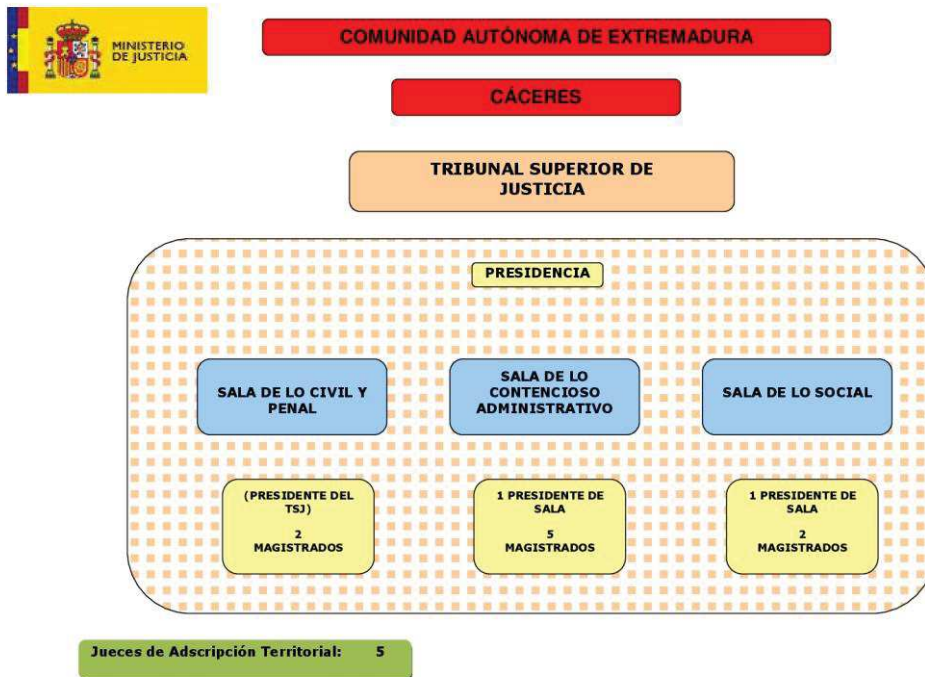 MINISTERIO
DE JUSTICIA
COMUNIDAD AUTÓNOMA DE EXTREMADURA
CÁCERES
TRIBUNAL SUPERIOR DE
JUSTICIA
PRESIDENCIA
SALA DE LO CIVIL Y
PENAL
SALA DE LO
CONTENCIOSO
ADMINISTRATIVO
SALA DE LO SOCIAL
(PRESIDENTE DEL
TSJ)
2
MAGISTRADOS
1 PRESIDENTE DE
SALA
5
MAGISTRADOS
1 PRESIDENTE DE
SALA
2
MAGISTRADOS
Jueces de Adscripción Territorial: 5